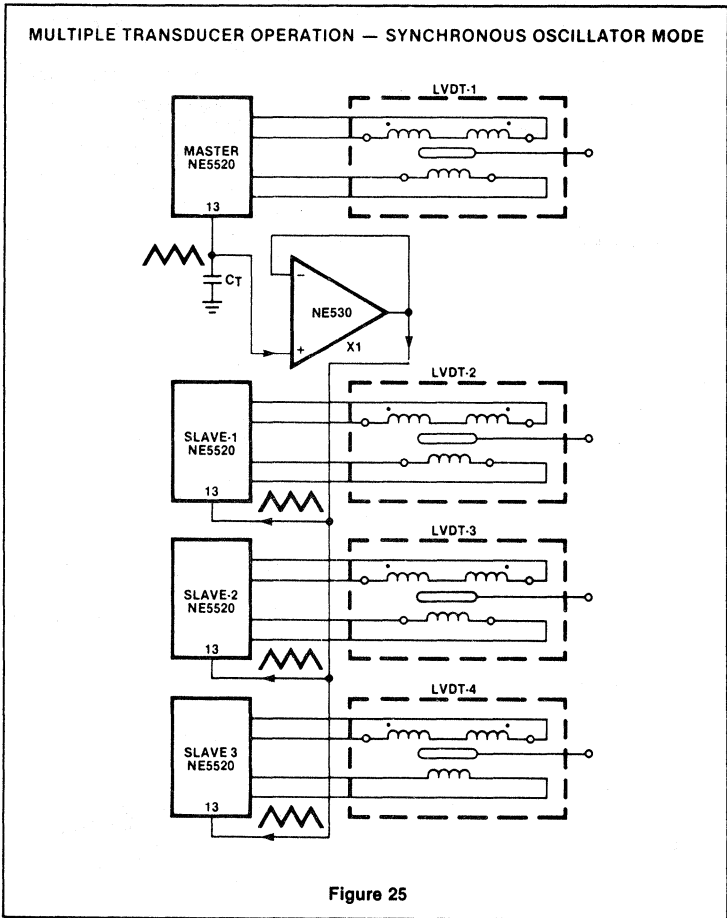 MULTIPLE TRANSDUCER OPERATION — SYNCHRONOUS OSCILLATOR MODE
LVDT-1
MASTER
NE5520
13
CT
−
NE530
+
X1
LVDT-2
SLAVE-1
NE5520
13
LVDT-3
SLAVE-2
NE5520
13
LVDT-4
SLAVE 3
NE5520
13
Figure 25